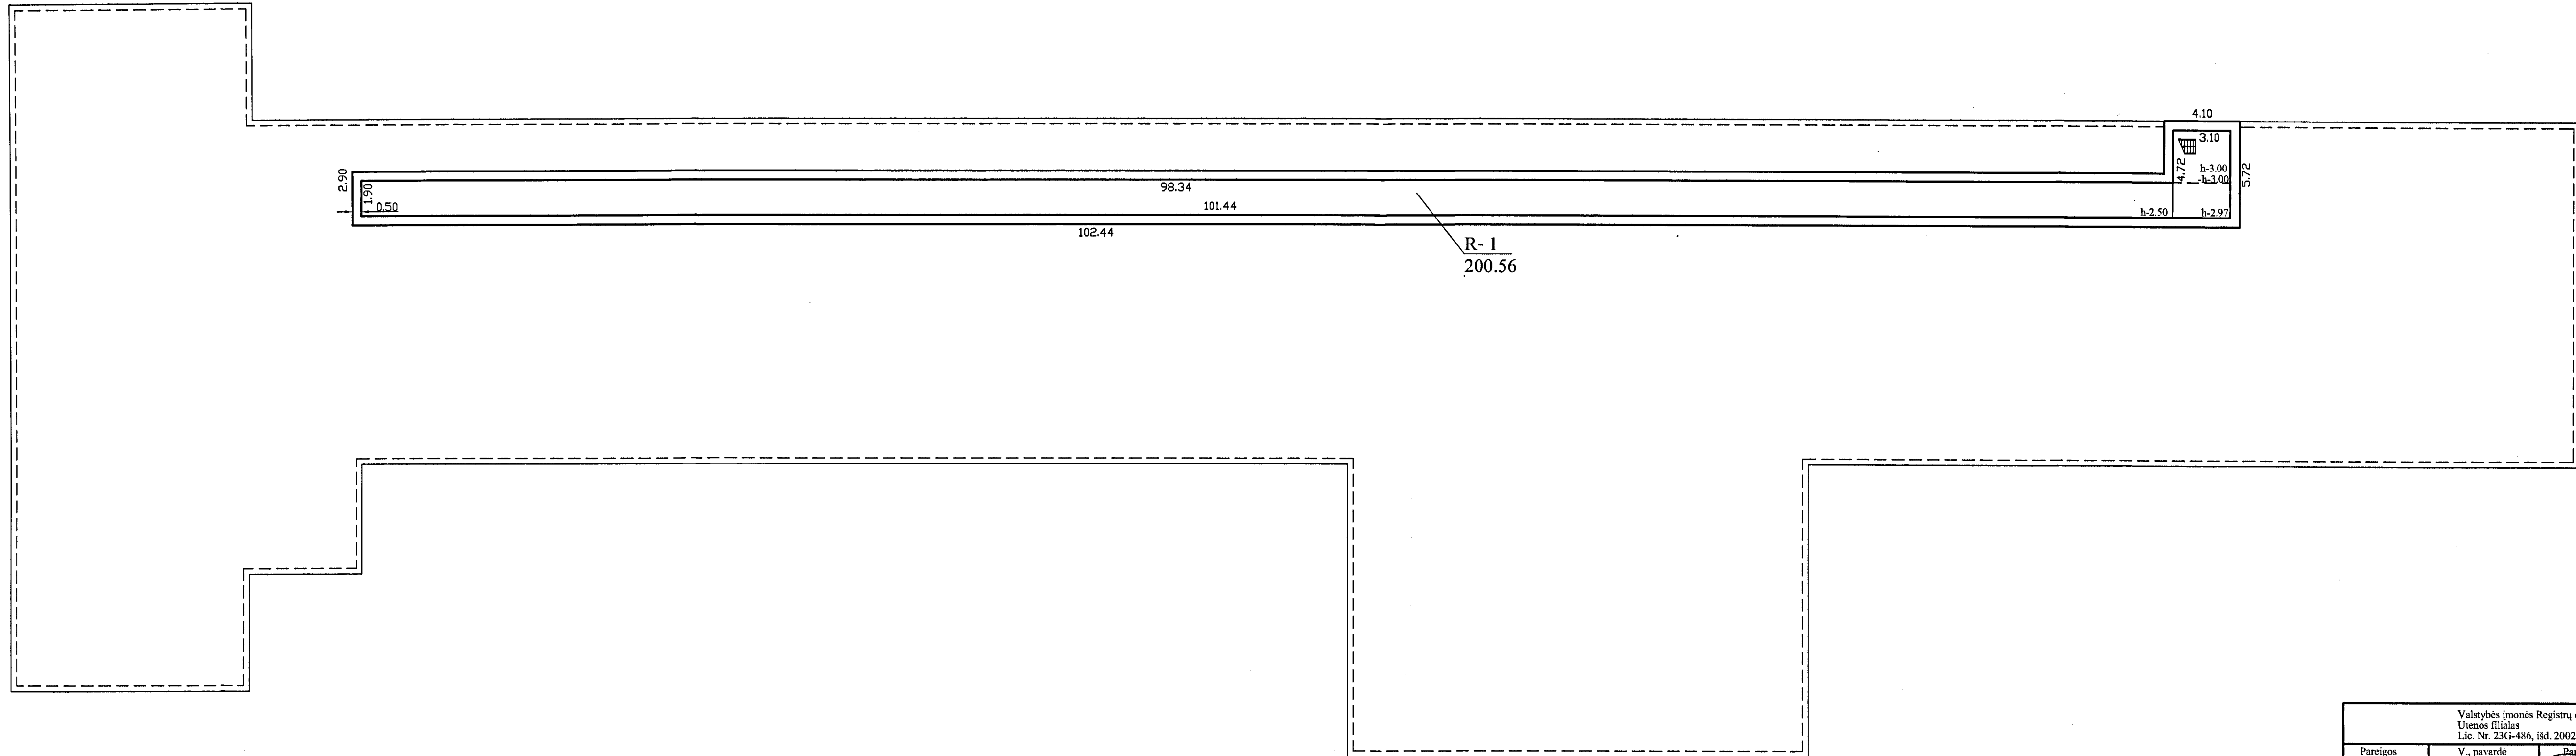 4.10
3.10
4.72
h-3.00
-h-3.00
5.72
2.90
1.90
0.50
98.34
101.44
h-2.50
h-2.97
102.44
R- 1
200.56
Valstybės įmonės Registrų
Utenos filialas
Lic. Nr. 23G-486, išd. 2002
Pareigos
V., pavardė